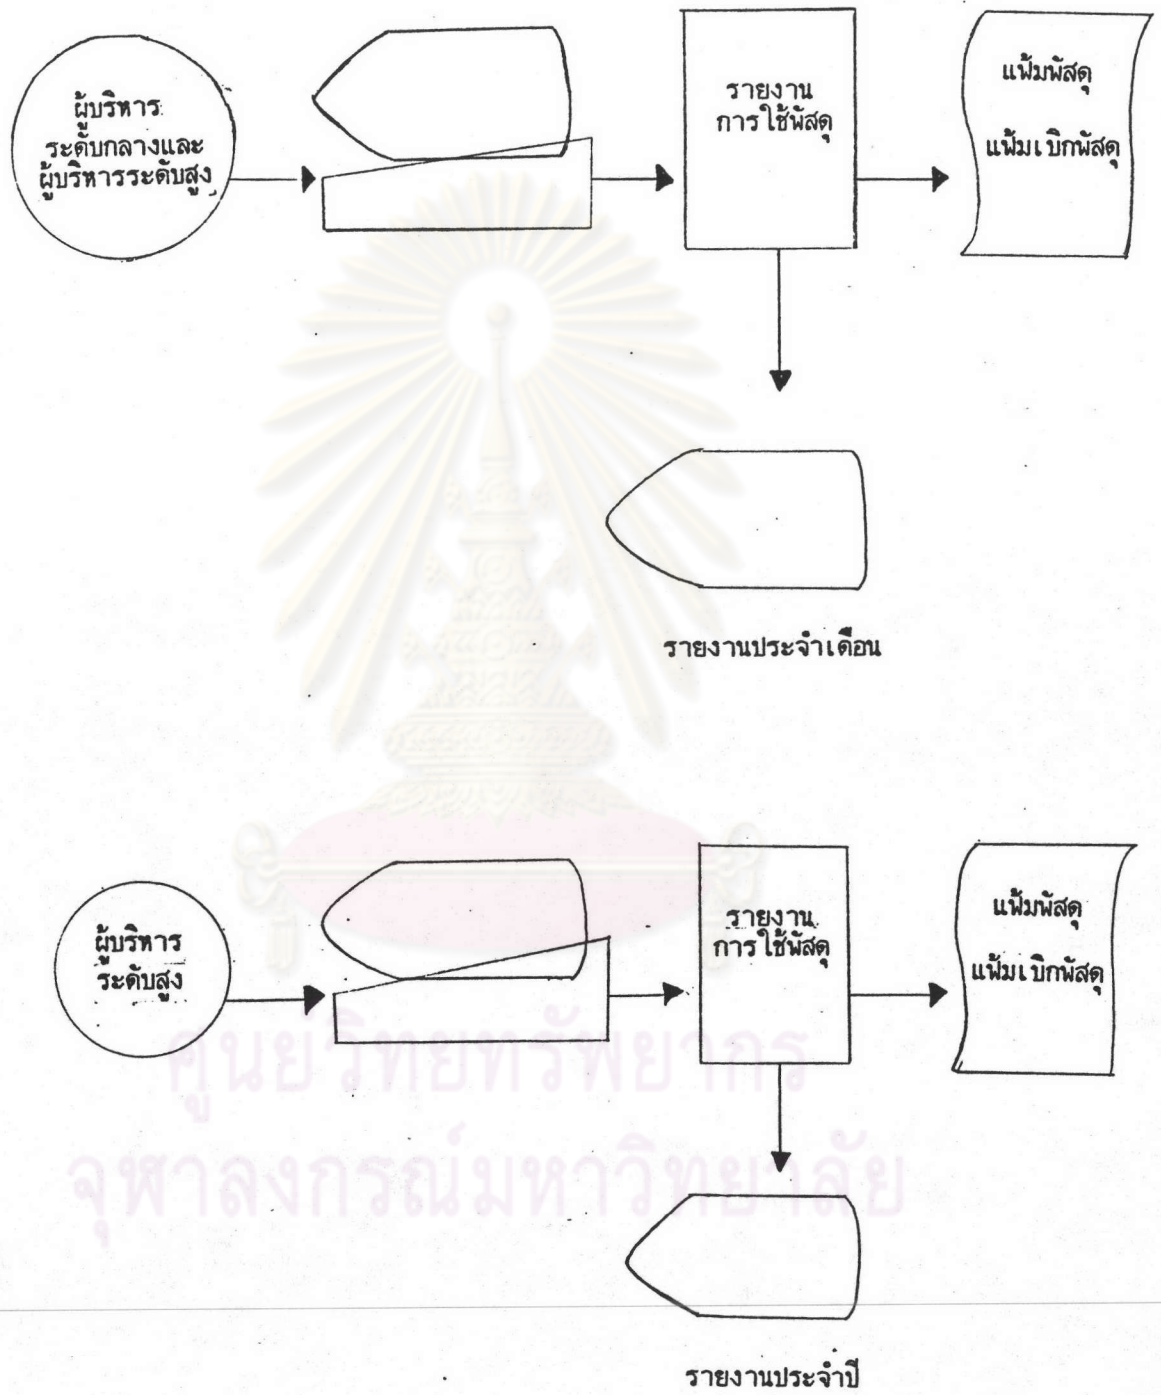 ผู้บริหาร
ระดับกลางและ
ผู้บริหารระดับสูง
รายงาน
การใช้พัสดุ
แฟ้มพัสดุ
แฟ้มเบิกพัสดุ
รายงานประจำเดือน
ผู้บริหาร
ระดับสูง
รายงาน
การใช้พัสดุ
แฟ้มพัสดุ
แฟ้มเบิกพัสดุ
ศูนย์วิทยทรัพยากร
จุฬาลงกรณ์มหาวิทยาลัย
รายงานประจำปี